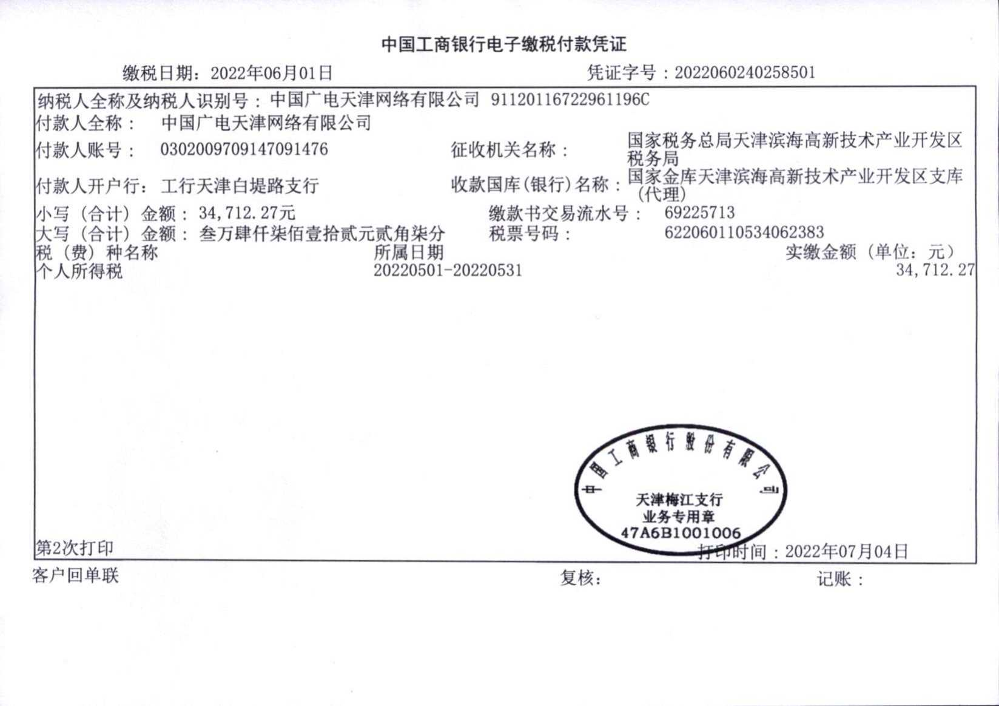 中国工商银行电子缴税付款凭证
缴税日期：2022年06月01日 凭证字号：2022060240258501
纳税人全称及纳税人识别号：中国广电天津网络有限公司 91120116722961196C
付款人全称： 中国广电天津网络有限公司
付款人账号： 0302009709147091476 征收机关名称： 国家税务总局天津滨海高新技术产业开发区
税务局
付款人开户行： 工行天津白堤路支行 收款国库(银行)名称：国家金库天津滨海高新技术产业开发区支库
(代理)
小写（合计）金额：34,712.27元 缴款书交易流水号： 69225713
大写（合计）金额：叁万肆仟柒佰壹拾贰元贰角柒分 税票号码： 622060110534062383
税（费）种名称 所属日期 实缴金额（单位：元）
个人所得税 20220501-20220531 34,712.27
中国工商银行股份有限公司
天津梅江支行
业务专用章
47A6B1001006
第2次打印 打印时间：2022年07月04日
客户回单联 复核： 记账：